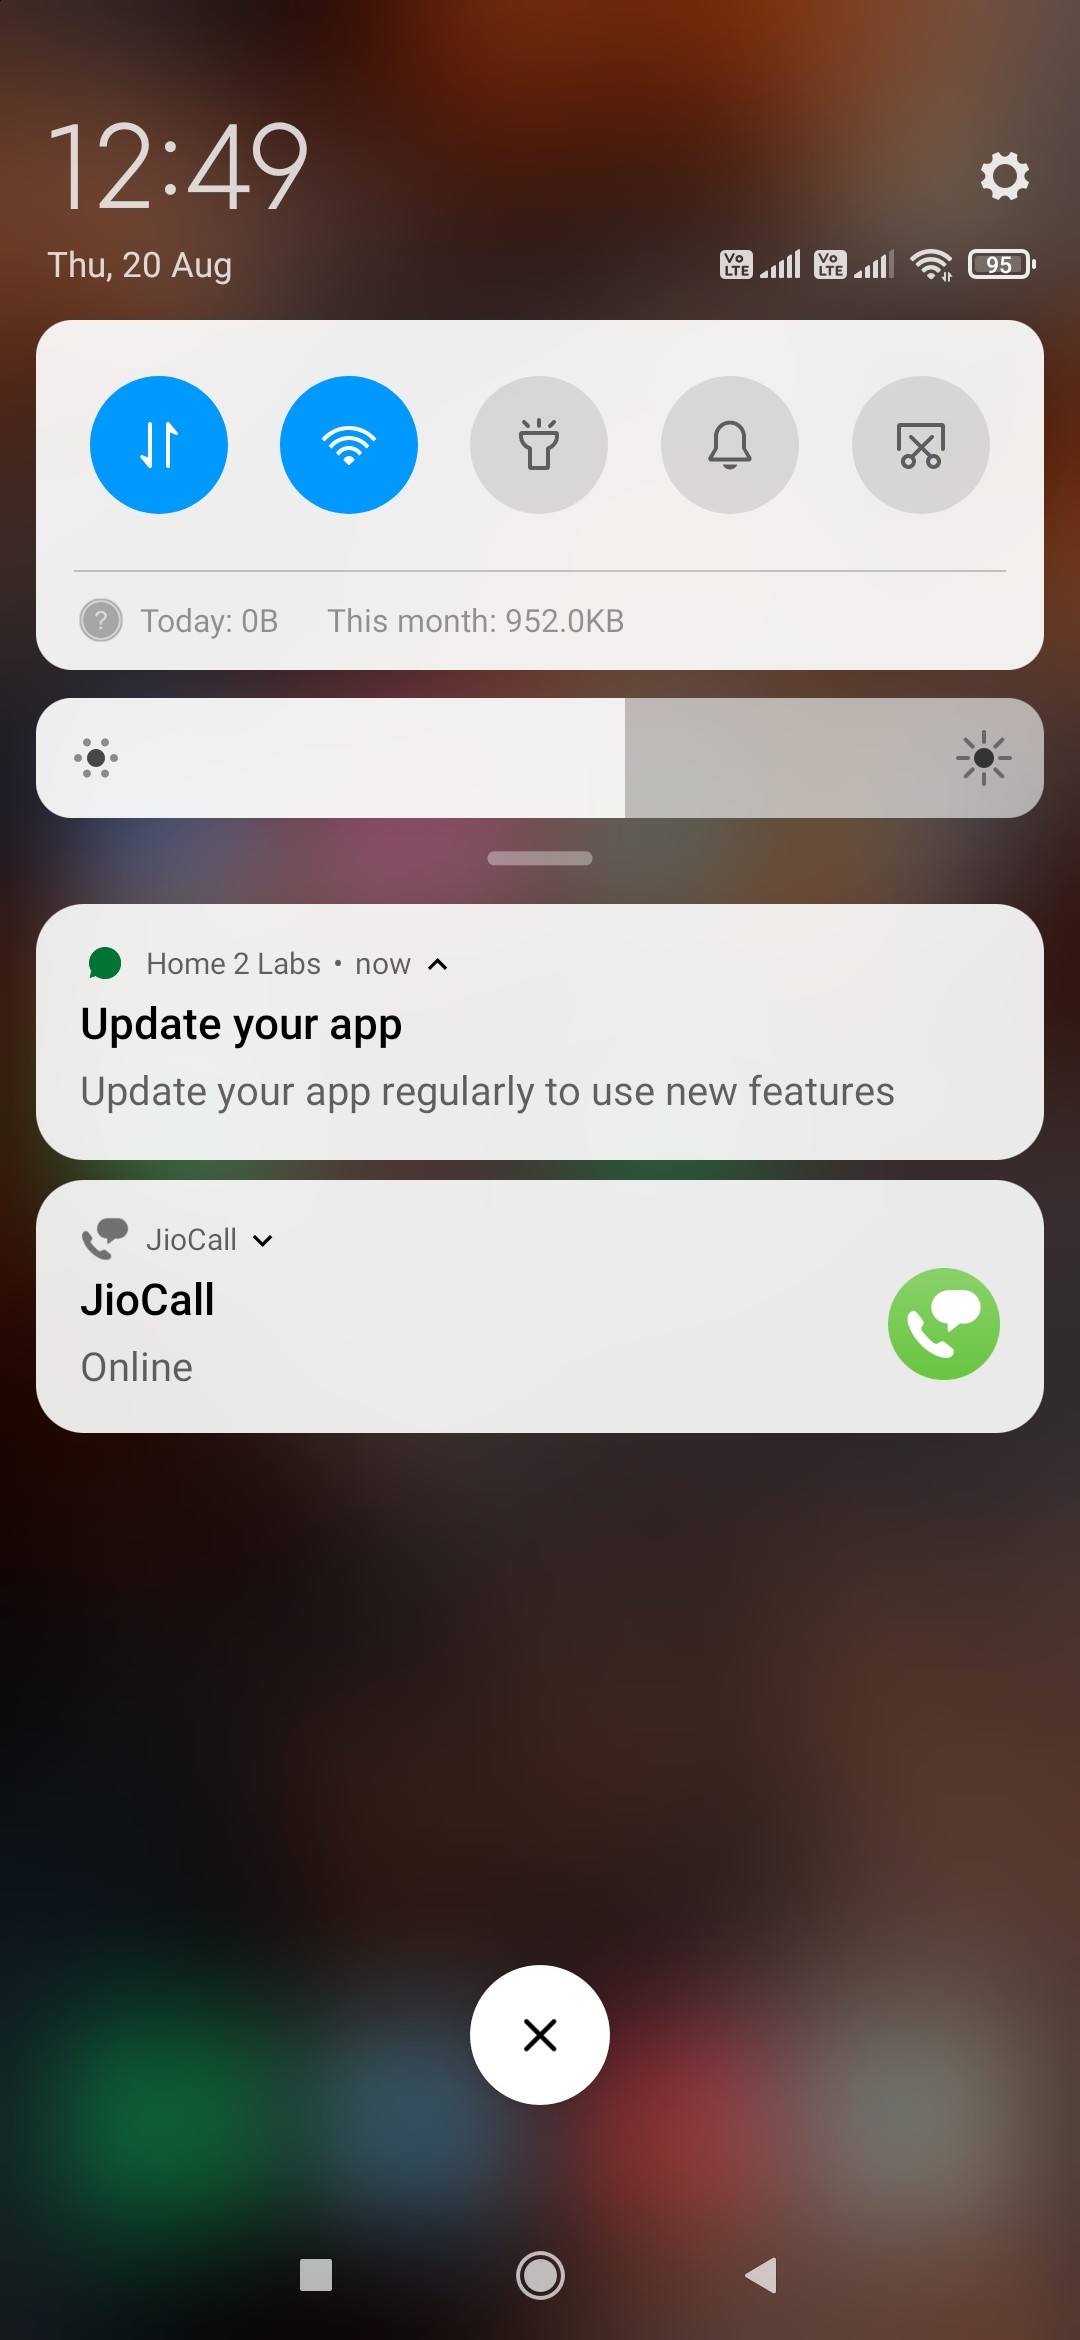 12:49
Thu, 20 Aug
Vo LTE Vo LTE 95
? Today: 0B This month: 952.0KB
Home 2 Labs • now
Update your app
Update your app regularly to use new features
JioCall
JioCall
Online